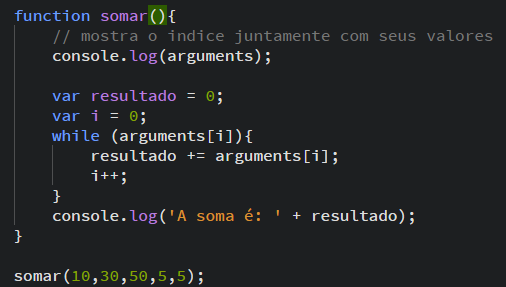 function somar(){
// mostra o indice juntamente com seus valores
console.log(arguments);
var resultado = 0;
var i = 0;
while (arguments[i]){
resultado += arguments[i];
i++;
}
console.log('A soma é: ' + resultado);
}
somar(10,30,50,5,5);